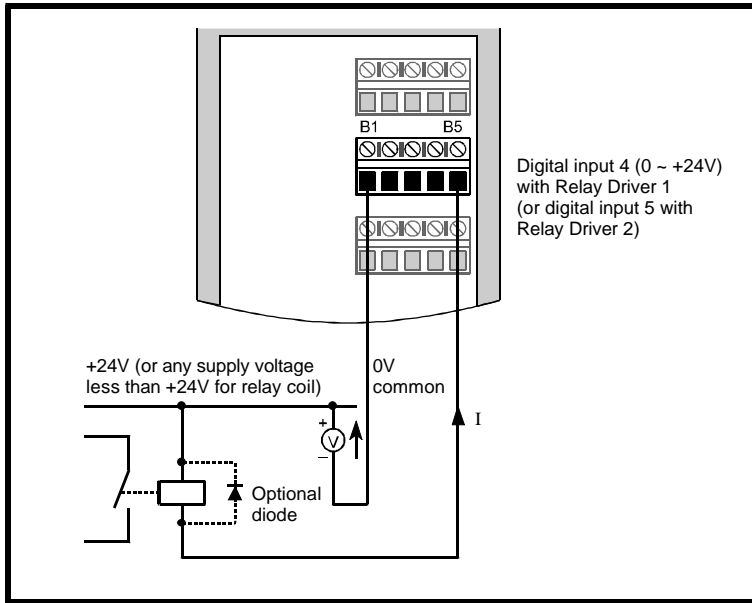 B1
B5
Digital input 4 (0 ~ +24V)
with Relay Driver 1
(or digital input 5 with
Relay Driver 2)
+24V (or any supply voltage
less than +24V for relay coil)
0V
common
I
+
V
–
Optional
diode